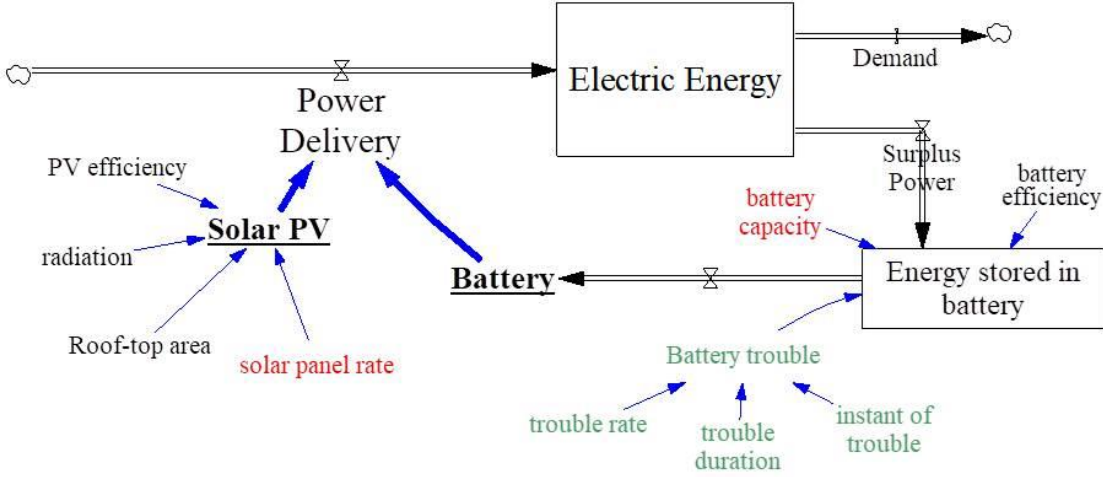 Electric Energy
Demand
Power
Delivery
Surplus
Power
PV efficiency
battery
capacity
battery
efficiency
Solar PV
radiation
Battery
Energy stored in
battery
Roof-top area
solar panel rate
Battery trouble
trouble rate
trouble
duration
instant of
trouble